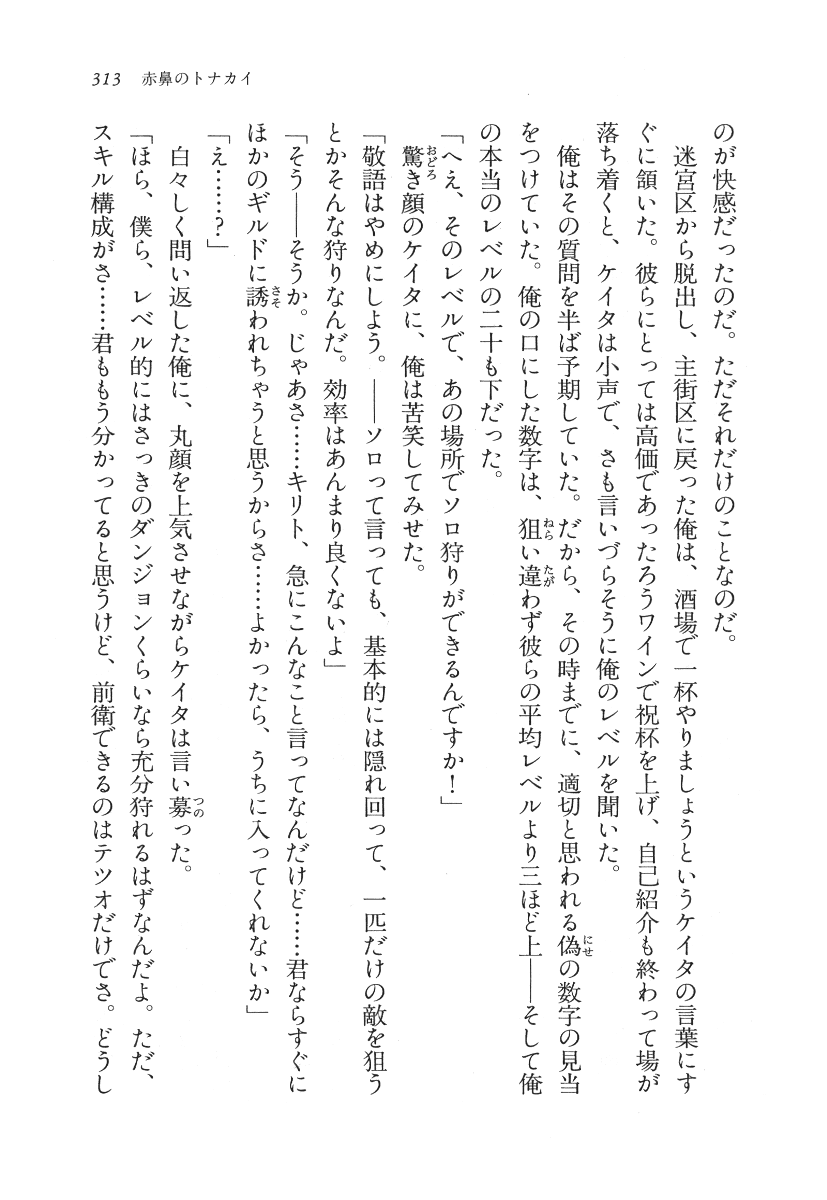 313 赤鼻のトナカイ
のが快感だったのだ。ただそれだけのことなのだ。
　迷宮区から脱出し、主街区に戻った俺は、酒場で一杯やりましょうというケイタの言葉にす
ぐに頷いた。彼らにとっては高価であったろうワインで祝杯を上げ、自己紹介も終わって場が
落ち着くと、ケイタは小声で、さも言いづらそうに俺のレベルを聞いた。
　俺はその質問を半ば予期していた。だから、その時までに、適切と思われる偽の数字の見当
をつけていた。俺の口にした数字は、狙い違わず彼らの平均レベルより三ほど上――そして俺
の本当のレベルの二十も下だった。
「へえ、そのレベルで、あの場所でソロ狩りができるんですか！」
　驚き顔のケイタに、俺は苦笑してみせた。
「敬語はやめにしよう。――ソロって言っても、基本的には隠れ回って、一匹だけの敵を狙う
とかそんな狩りなんだ。効率はあんまり良くないよ」
「そう――そうか。じゃあさ……キリト、急にこんなこと言ってなんだけど……君ならすぐに
ほかのギルドに誘われちゃうと思うからさ……よかったら、うちに入ってくれないか」
「え……？」
　白々しく問い返した俺に、丸顔を上気させながらケイタは言い募った。
「ほら、僕ら、レベル的にはさっきのダンジョンくらいなら充分狩れるはずなんだよ。ただ、
スキル構成がさ……君ももう分かってると思うけど、前衛できるのはテツオだけでさ。どうし